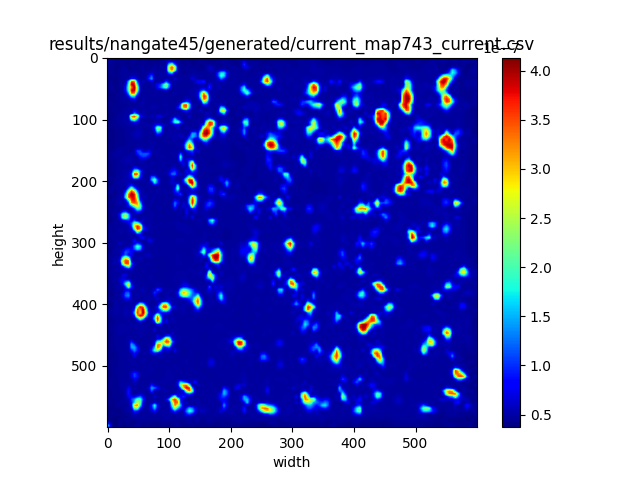 results/nangate45/generated/current_map743_current.csv
1e−7
0
100
200
300
400
500
height
0 100 200 300 400 500
width
4.0
3.5
3.0
2.5
2.0
1.5
1.0
0.5